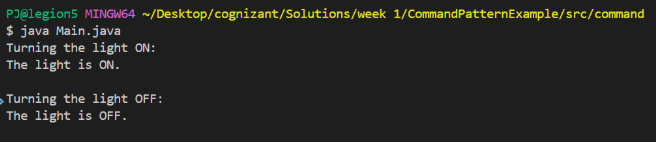 PJ@legion5 MINGW64 ~/Desktop/cognizant/Solutions/week 1/CommandPatternExample/src/command
$ java Main.java
Turning the light ON:
The light is ON.
Turning the light OFF:
The light is OFF.